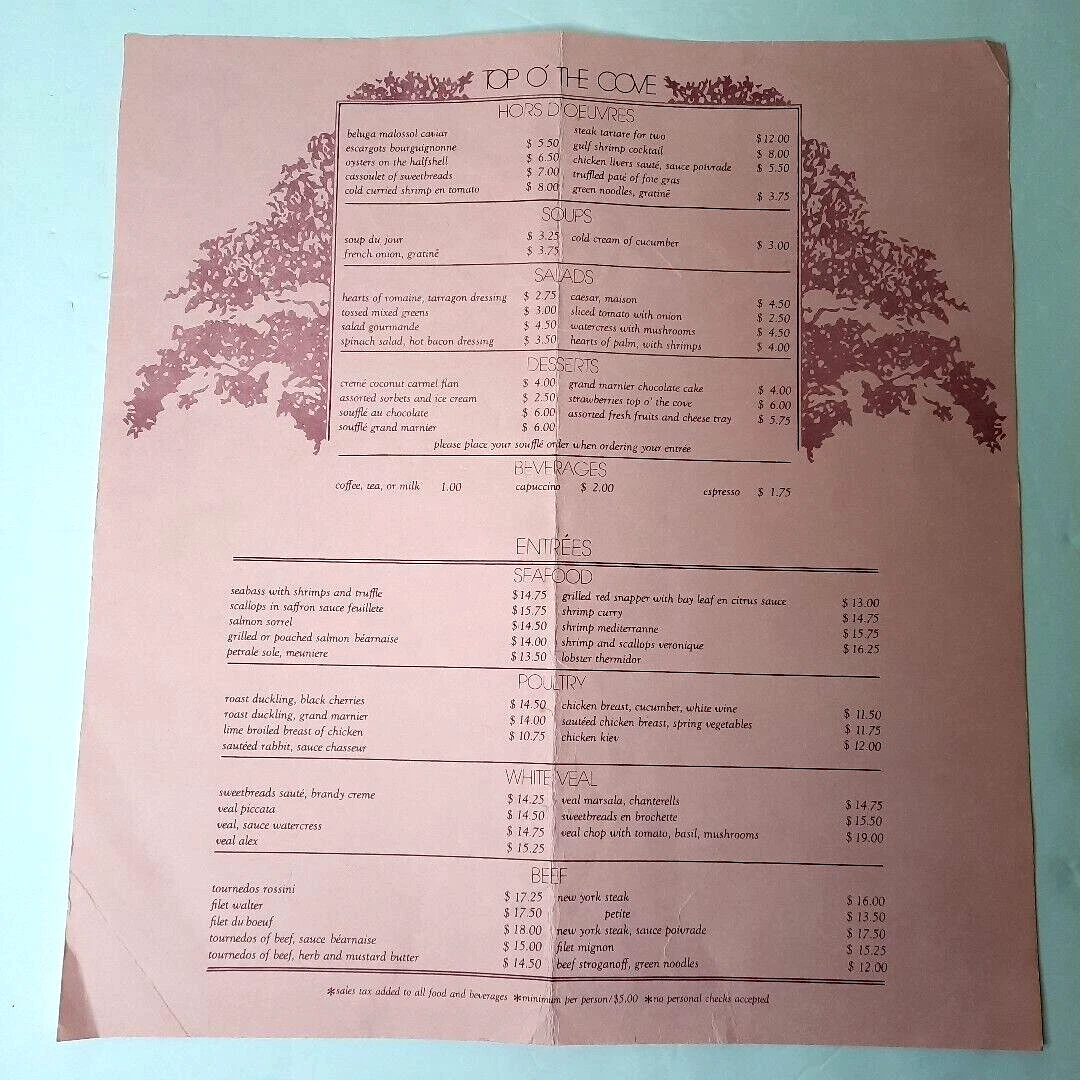 TOP O' THE COVE
HORS D'OEUVRES
beluga malossol caviar
escargots bourguignonne $ 5.50
oysters on the halfshell $ 6.50
cassoulet of sweetbreads $ 7.00
cold curried shrimp en tomato $ 8.00
steak tartare for two $12.00
gulf shrimp cocktail $ 8.00
chicken livers sauté, sauce poivrade $ 5.50
truffled paté of foie gras
green noodles, gratiné $ 3.75
SOUPS
soup du jour $ 3.25
french onion, gratiné $ 3.75
cold cream of cucumber $ 3.00
SALADS
hearts of romaine, tarragon dressing $ 2.75
tossed mixed greens $ 3.00
salad gourmande $ 4.50
spinach salad, hot bacon dressing $ 3.50
caesar, maison $ 4.50
sliced tomato with onion $ 2.50
watercress with mushrooms $ 4.50
hearts of palm, with shrimps $ 4.00
DESSERTS
cremé coconut carmel flan $ 4.00
assorted sorbets and ice cream $ 2.50
soufflé au chocolate $ 6.00
soufflé grand marnier $ 6.00
grand marnier chocolate cake $ 4.00
strawberries top o' the cove $ 6.00
assorted fresh fruits and cheese tray $ 5.75
please place your soufflé order when ordering your entrée
BEVERAGES
coffee, tea, or milk 1.00 capuccino $ 2.00 espresso $ 1.75
ENTRÉES
SEAFOOD
seabass with shrimps and truffle $14.75
scallops in saffron sauce feuillete $15.75
salmon sorrel $14.50
grilled or poached salmon béarnaise $14.00
petrale sole, meuniere $13.50
grilled red snapper with bay leaf en citrus sauce $13.00
shrimp curry $14.75
shrimp mediterranne $15.75
shrimp and scallops veronique $16.25
lobster thermidor
POULTRY
roast duckling, black cherries $14.50
roast duckling, grand marnier $14.00
lime broiled breast of chicken $10.75
sautéed rabbit, sauce chasseur
chicken breast, cucumber, white wine $ 11.50
sautéed chicken breast, spring vegetables $ 11.75
chicken kiev $ 12.00
WHITE VEAL
sweetbreads sauté, brandy creme $ 14.25
veal piccata $ 14.50
veal, sauce watercress $ 14.75
veal alex $ 15.25
veal marsala, chanterells $ 14.75
sweetbreads en brochette $ 15.50
veal chop with tomato, basil, mushrooms $ 19.00
BEEF
tournedos rossini $ 17.25
filet walter $ 17.50
filet du boeuf $ 18.00
tournedos of beef, sauce béarnaise $ 15.00
tournedos of beef, herb and mustard butter $ 14.50
new york steak $ 16.00
petite $ 13.50
new york steak, sauce poivrade $ 17.50
filet mignon $ 15.25
beef stroganoff, green noodles $ 12.00
*sales tax added to all food and beverages *minimum per person/$5.00 *no personal checks accepted